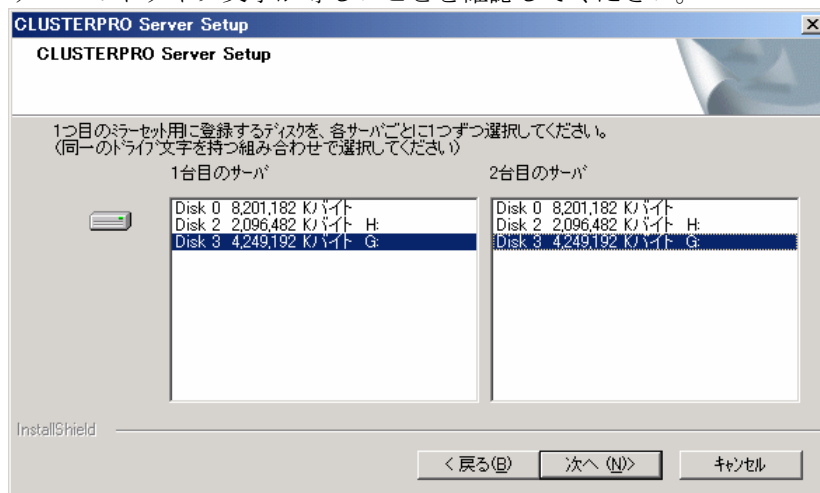 CLUSTERPRO Server Setup
CLUSTERPRO Server Setup
1つ目のミラーセット用に登録するディスクを、各サーバごとに1つずつ選択してください。
(同一のドライブ文字を持つ組み合わせで選択してください)
1台目のサーバ 2台目のサーバ
Disk 0 8,201,182 Kバイト Disk 0 8,201,182 Kバイト
Disk 2 2,096,482 Kバイト H: Disk 2 2,096,482 Kバイト H:
Disk 3 4,249,192 Kバイト G: Disk 3 4,249,192 Kバイト G:
InstallShield
< 戻る(B) 次へ (N)> キャンセル